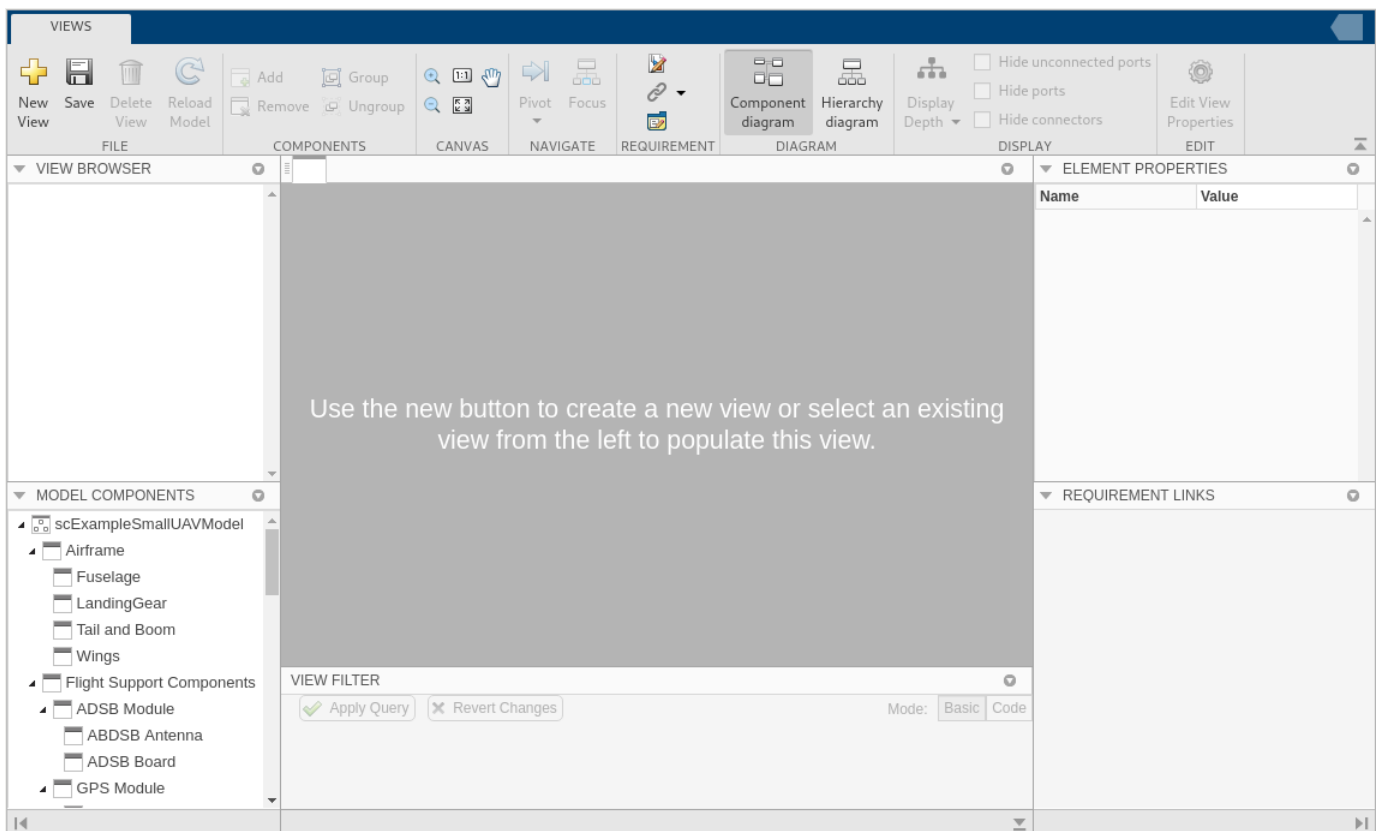 VIEWS
New View
Save
Delete View
Reload Model
FILE
Add
Remove
Group
Ungroup
COMPONENTS
1:1
CANVAS
Pivot
Focus
NAVIGATE
REQUIREMENT
Component diagram
Hierarchy diagram
DIAGRAM
Display Depth
Hide unconnected ports
Hide ports
Hide connectors
DISPLAY
Edit View Properties
EDIT
VIEW BROWSER
ELEMENT PROPERTIES
Name Value
Use the new button to create a new view or select an existing
view from the left to populate this view.
MODEL COMPONENTS
scExampleSmallUAVModel
Airframe
Fuselage
LandingGear
Tail and Boom
Wings
Flight Support Components
ADSB Module
ABDSB Antenna
ADSB Board
GPS Module
VIEW FILTER
Apply Query Revert Changes Mode: Basic Code
REQUIREMENT LINKS